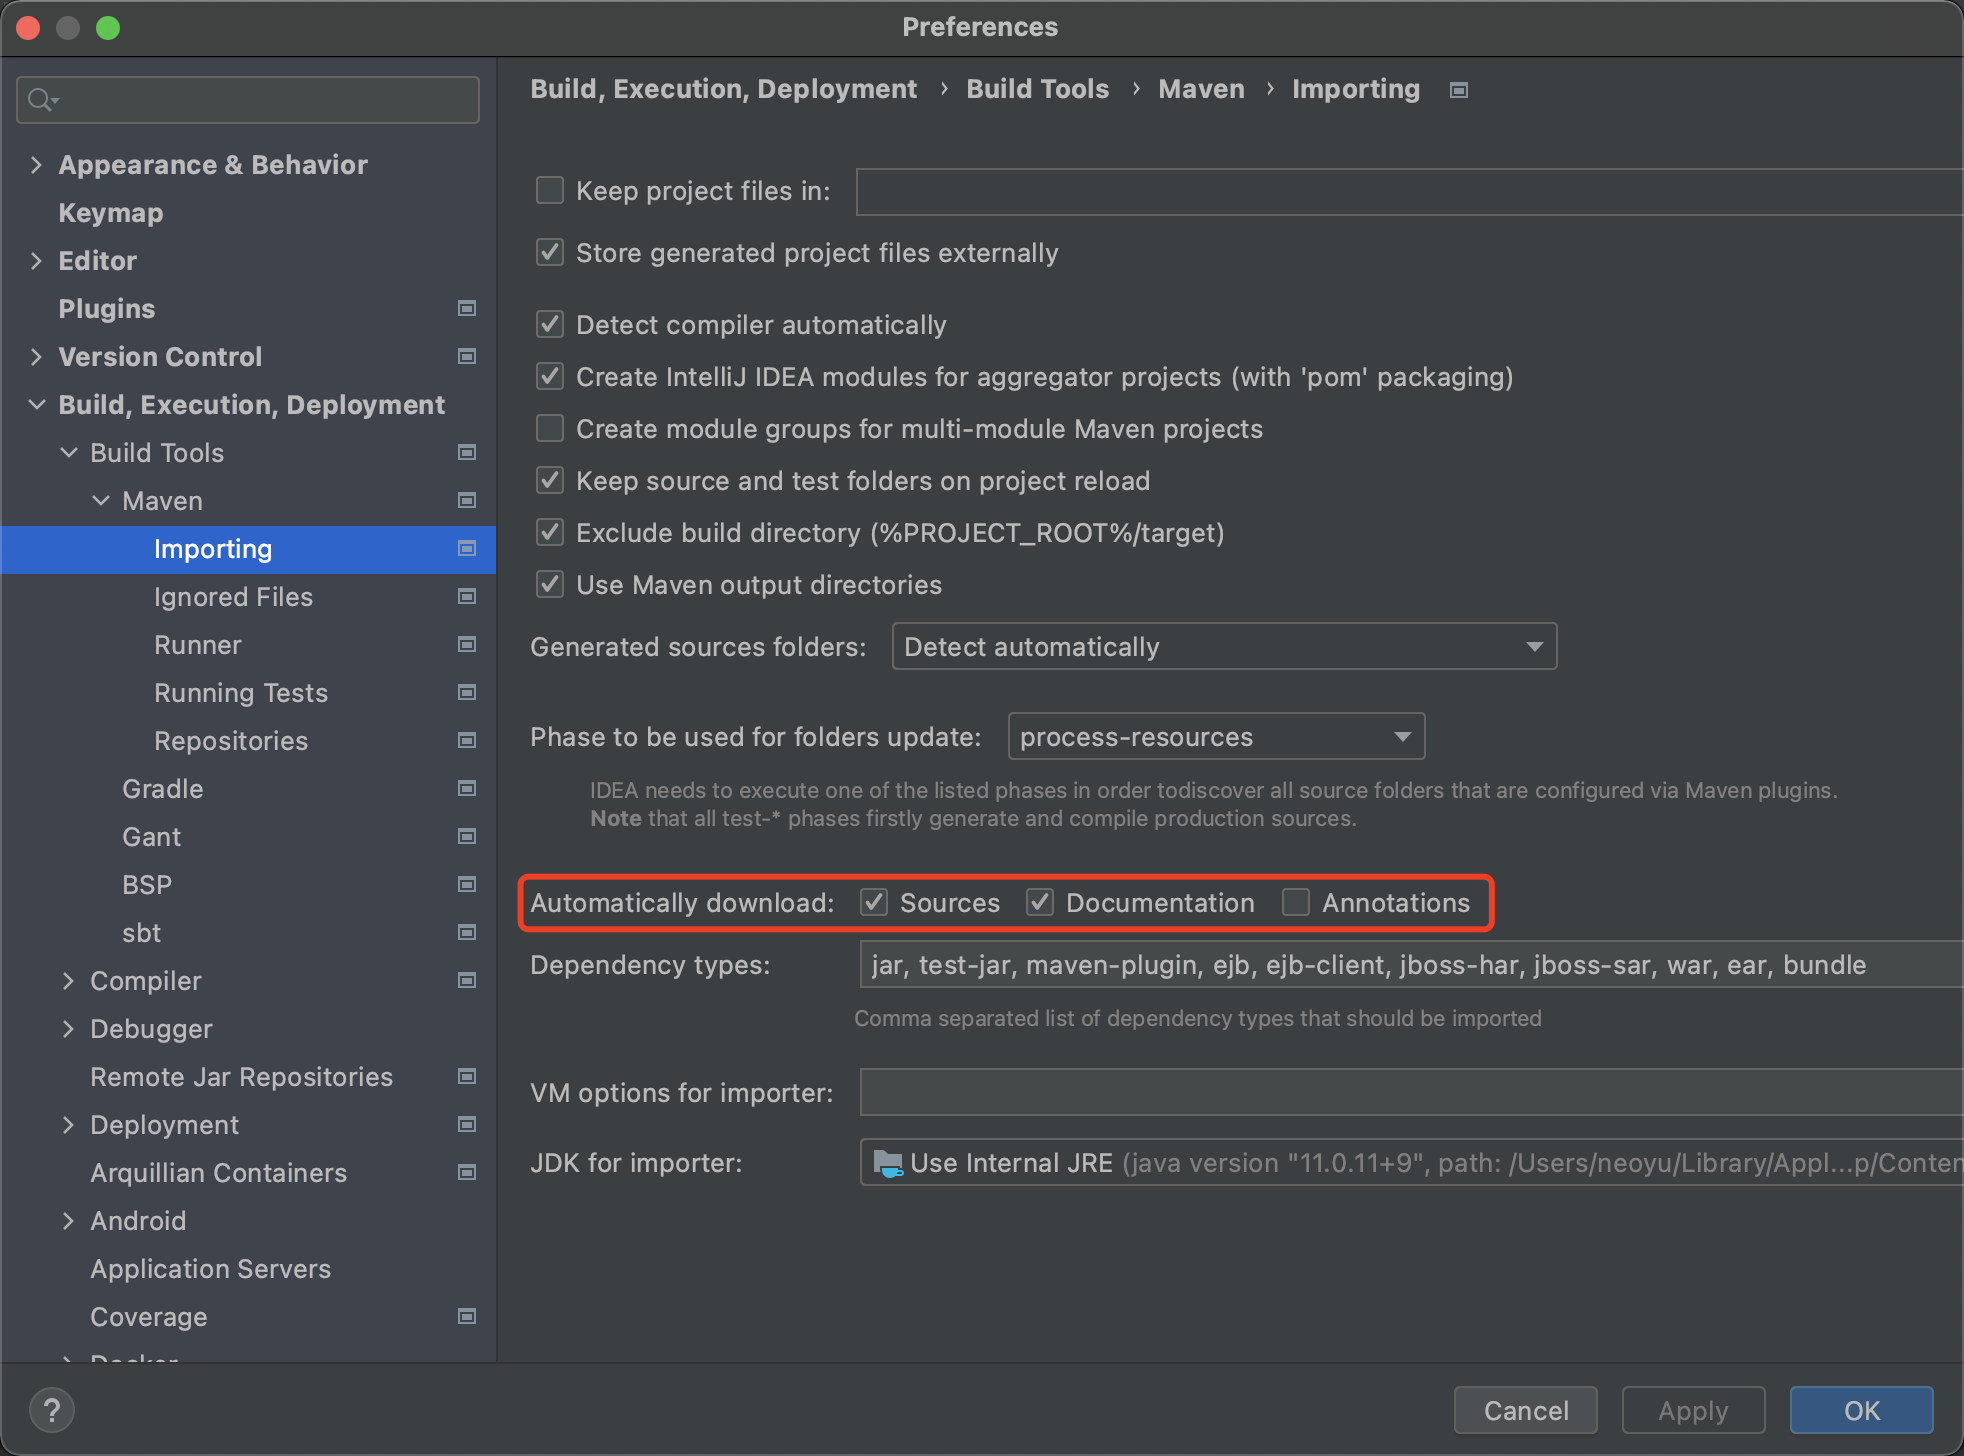 Preferences
Appearance & Behavior
Keymap
Editor
Plugins
Version Control
Build, Execution, Deployment
Build Tools
Maven
Importing
Ignored Files
Runner
Running Tests
Repositories
Gradle
Gant
BSP
sbt
Compiler
Debugger
Remote Jar Repositories
Deployment
Arquillian Containers
Android
Application Servers
Coverage
Docker
Build, Execution, Deployment › Build Tools › Maven › Importing
Keep project files in:
Store generated project files externally
Detect compiler automatically
Create IntelliJ IDEA modules for aggregator projects (with 'pom' packaging)
Create module groups for multi-module Maven projects
Keep source and test folders on project reload
Exclude build directory (%PROJECT_ROOT%/target)
Use Maven output directories
Generated sources folders: Detect automatically
Phase to be used for folders update: process-resources
IDEA needs to execute one of the listed phases in order todiscover all source folders that are configured via Maven plugins.
Note that all test-* phases firstly generate and compile production sources.
Automatically download: Sources Documentation Annotations
Dependency types: jar, test-jar, maven-plugin, ejb, ejb-client, jboss-har, jboss-sar, war, ear, bundle
Comma separated list of dependency types that should be imported
VM options for importer:
JDK for importer: Use Internal JRE (java version "11.0.11+9", path: /Users/neoyu/Library/Appl...p/Conten
? Cancel Apply OK